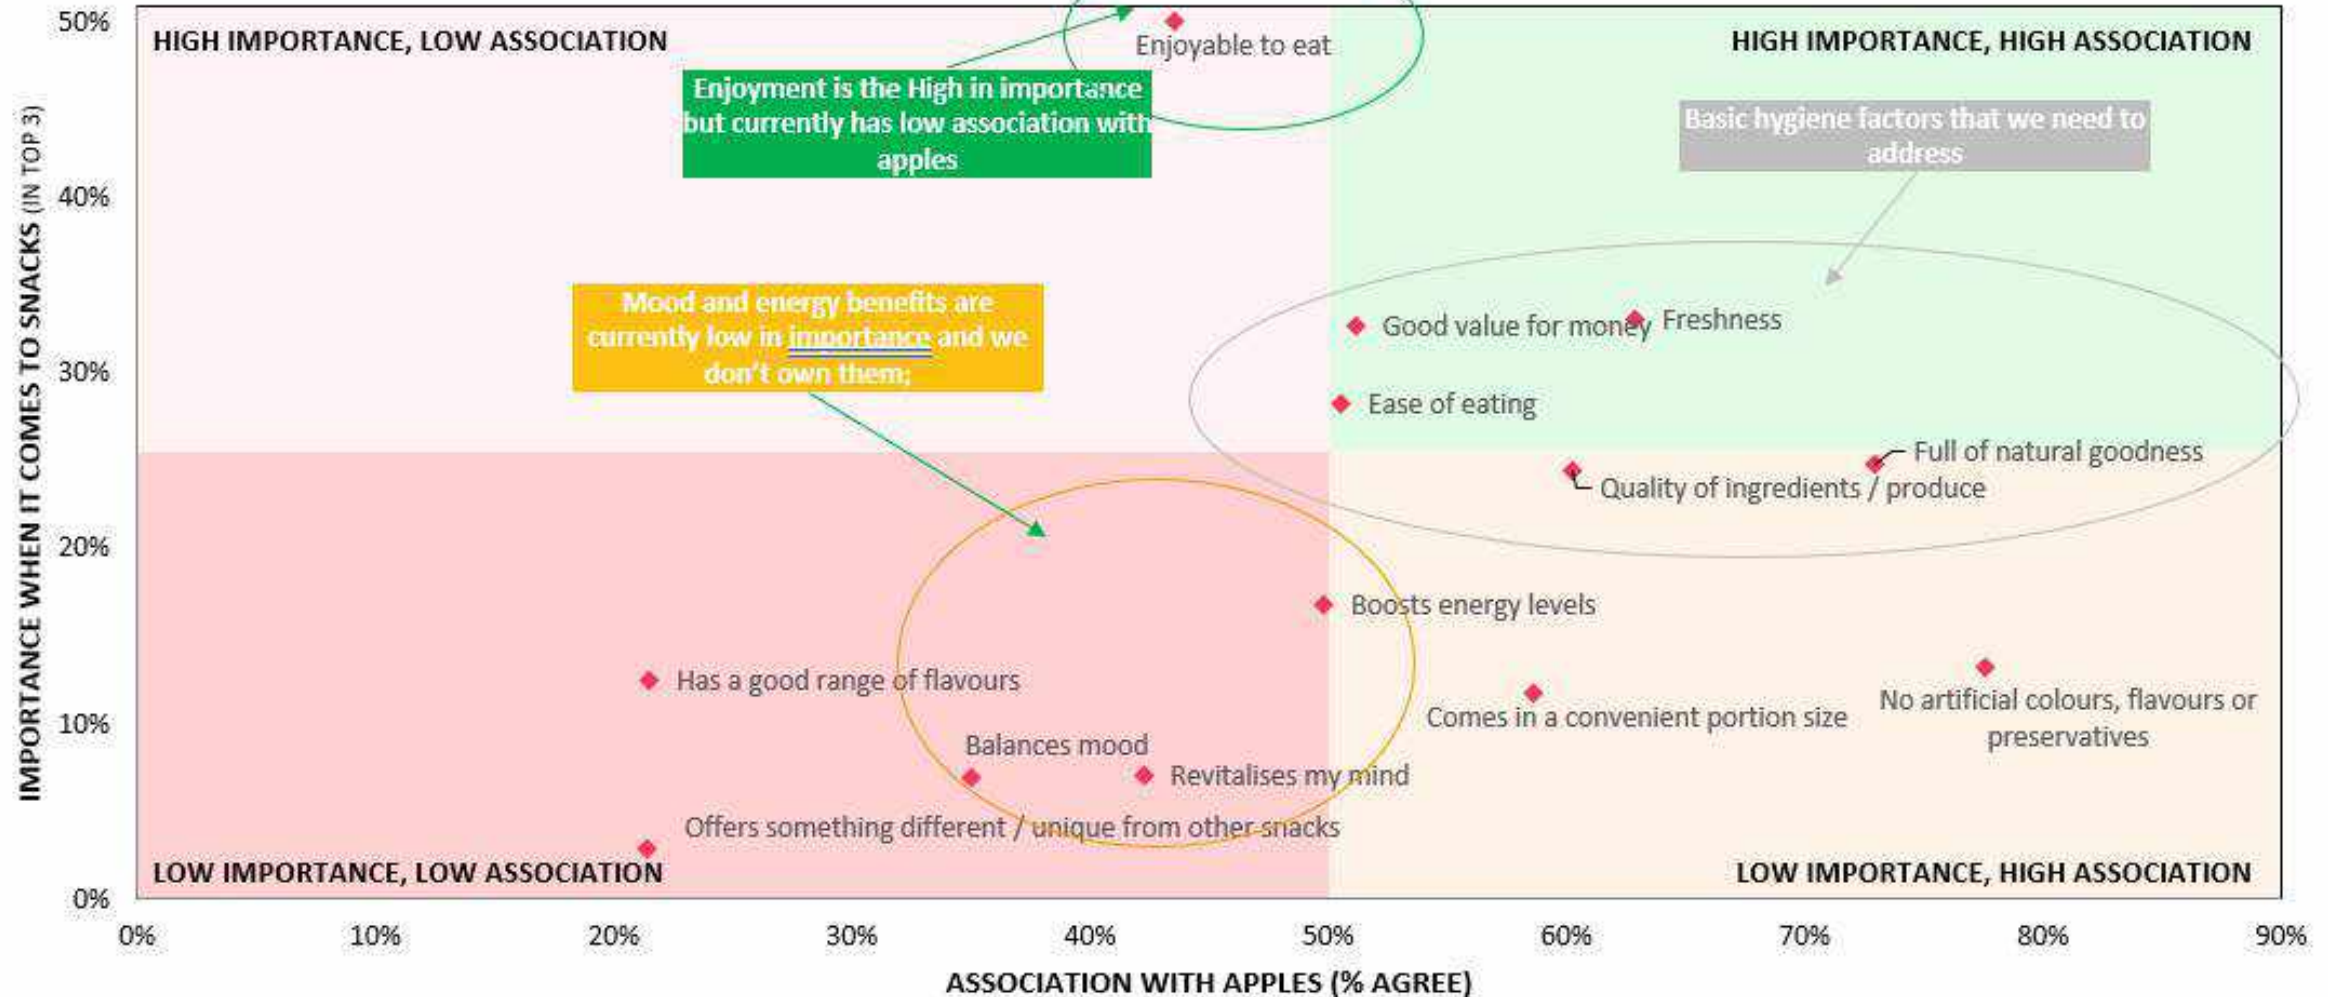 50%
HIGH IMPORTANCE, LOW ASSOCIATION
Enjoyable to eat
HIGH IMPORTANCE, HIGH ASSOCIATION
Enjoyment is the High in importance
but currently has low association with
apples
Basic hygiene factors that we need to
address
40%
Mood and energy benefits are
currently low in importance and we
don't own them;
Good value for money
Freshness
30%
Ease of eating
Full of natural goodness
Quality of ingredients / produce
20%
Boosts energy levels
Has a good range of flavours
No artificial colours, flavours or
preservatives
Comes in a convenient portion size
10%
Balances mood
Revitalises my mind
Offers something different / unique from other snacks
LOW IMPORTANCE, LOW ASSOCIATION
LOW IMPORTANCE, HIGH ASSOCIATION
0%
IMPORTANCE WHEN IT COMES TO SNACKS (IN TOP 3)
0% 10% 20% 30% 40% 50% 60% 70% 80% 90%
ASSOCIATION WITH APPLES (% AGREE)